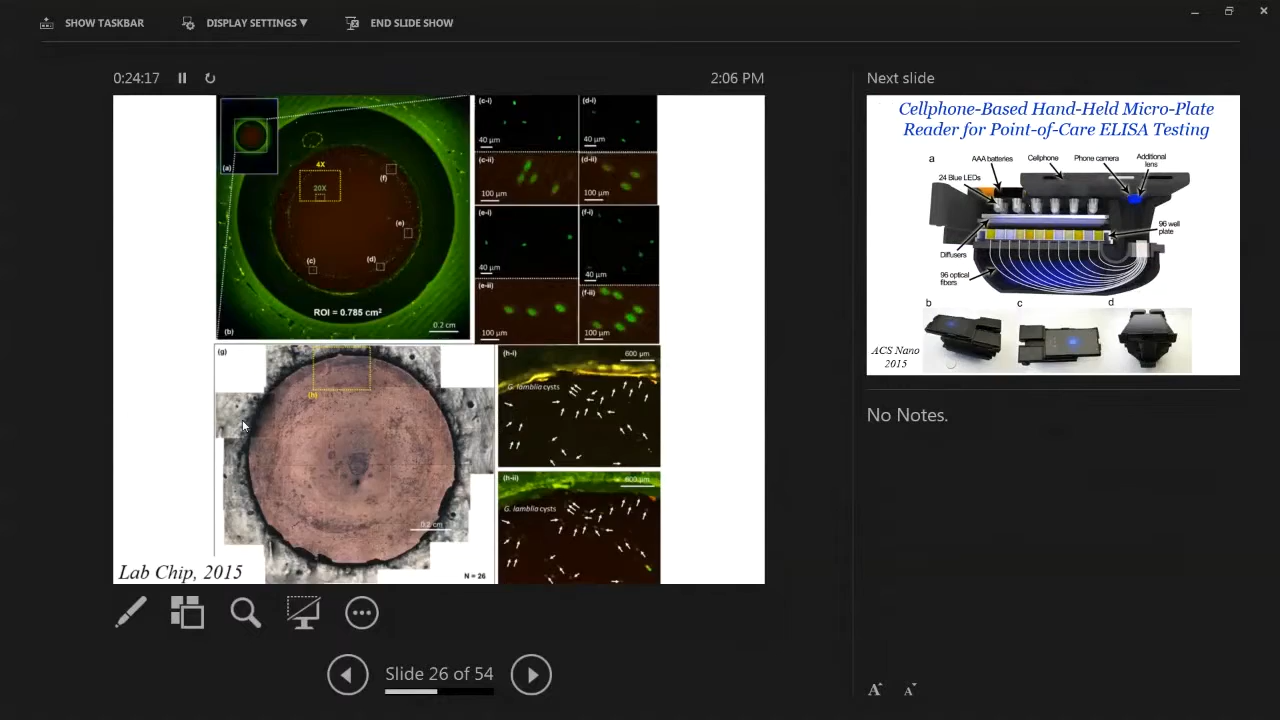 SHOW TASKBAR
DISPLAY SETTINGS ▼
END SLIDE SHOW
0:24:17
2:06 PM
(a)
4X
20X
(f)
(e)
(c)
(d)
ROI = 0.785 cm²
(b)
0.2 cm
(c-i)
40 µm
(d-i)
40 µm
(c-ii)
100 µm
(d-ii)
100 µm
(e-i)
40 µm
(f-i)
40 µm
(e-ii)
100 µm
(f-ii)
100 µm
(g)
(h)
0.2 cm
N = 26
Lab Chip, 2015
(h-i)
600 µm
G. lamblia cysts
(h-ii)
600 µm
G. lamblia cysts
Slide 26 of 54
Next slide
Cellphone-Based Hand-Held Micro-Plate
Reader for Point-of-Care ELISA Testing
a
AAA batteries
Cellphone
Phone camera
Additional
lens
24 Blue LEDs
96 well
plate
Diffusers
96 optical
fibers
b
c
d
ACS Nano
2015
No Notes.
A
A